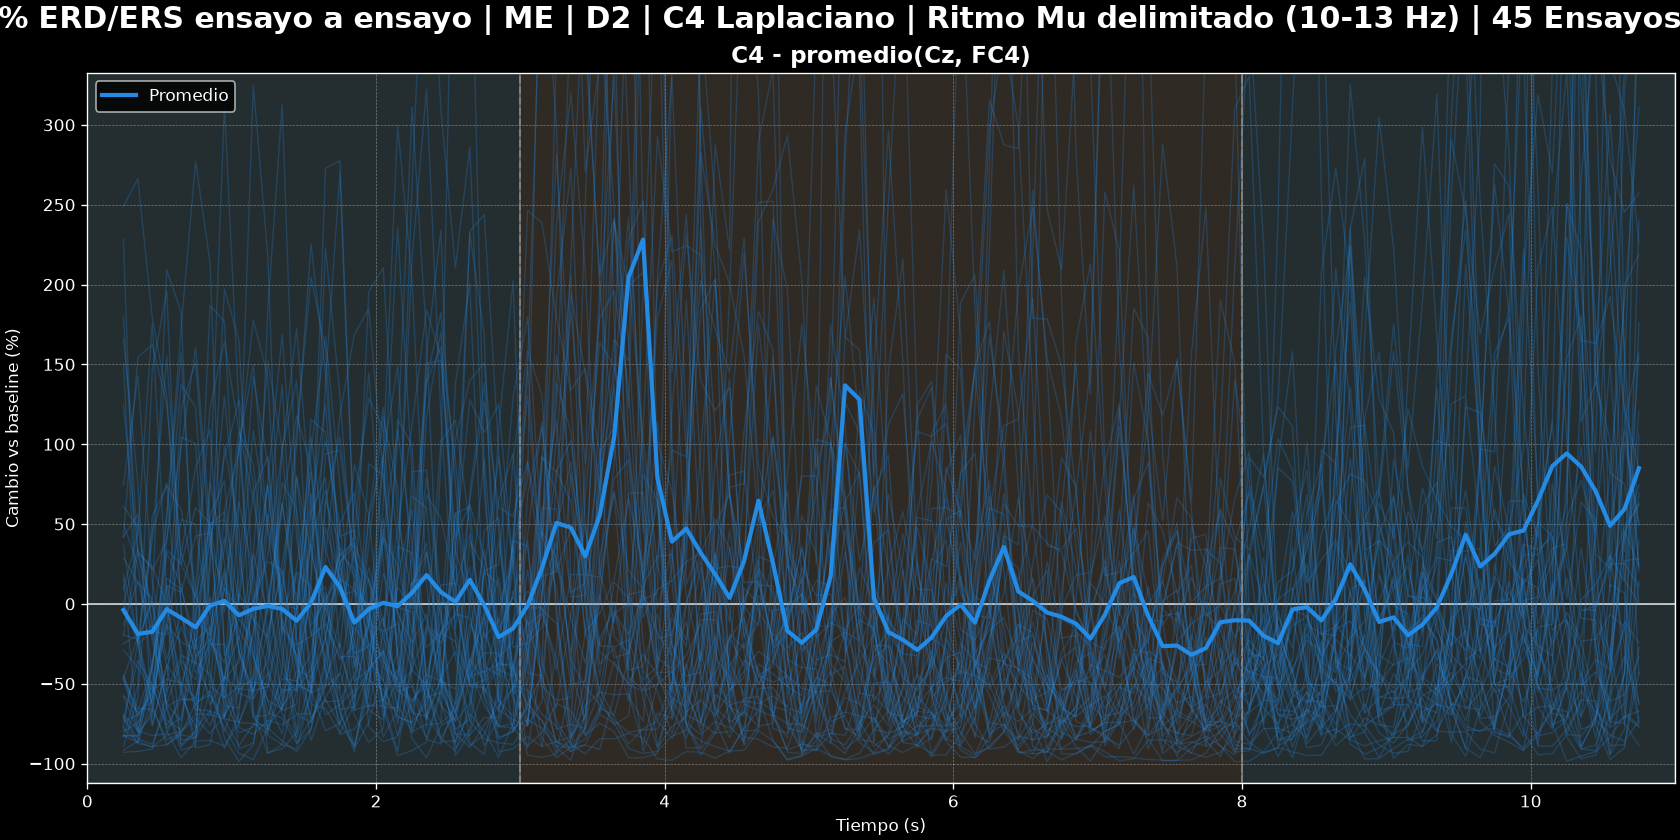 % ERD/ERS ensayo a ensayo | ME | D2 | C4 Laplaciano | Ritmo Mu delimitado (10-13 Hz) | 45 Ensayos
C4 - promedio(Cz, FC4)
Promedio
300
250
200
150
100
50
0
−50
−100
Cambio vs baseline (%)
0 2 4 6 8 10
Tiempo (s)